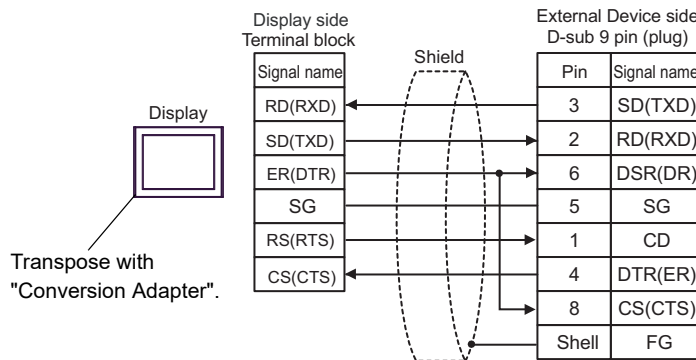 Display side
Terminal block
Signal name
RD(RXD)
SD(TXD)
ER(DTR)
SG
RS(RTS)
CS(CTS)
Shield
External Device side
D-sub 9 pin (plug)
Pin Signal name
3 SD(TXD)
2 RD(RXD)
6 DSR(DR)
5 SG
1 CD
4 DTR(ER)
8 CS(CTS)
Shell FG
Display
Transpose with
"Conversion Adapter".